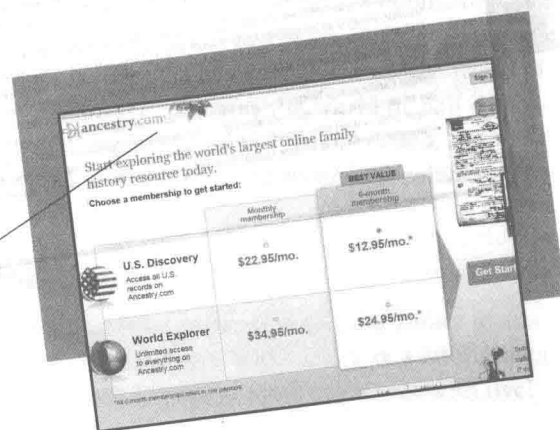 ancestry.com
Sign
Start exploring the world's largest online family
history resource today.
Choose a membership to get started:
BEST VALUE
Monthly
membership
6-month
membership
U.S. Discovery
Access all U.S.
records on
Ancestry.com
$22.95/mo.
$12.95/mo.*
Get Start
World Explorer
Unlimited access
to everything on
Ancestry.com
$34.95/mo.
$24.95/mo.*